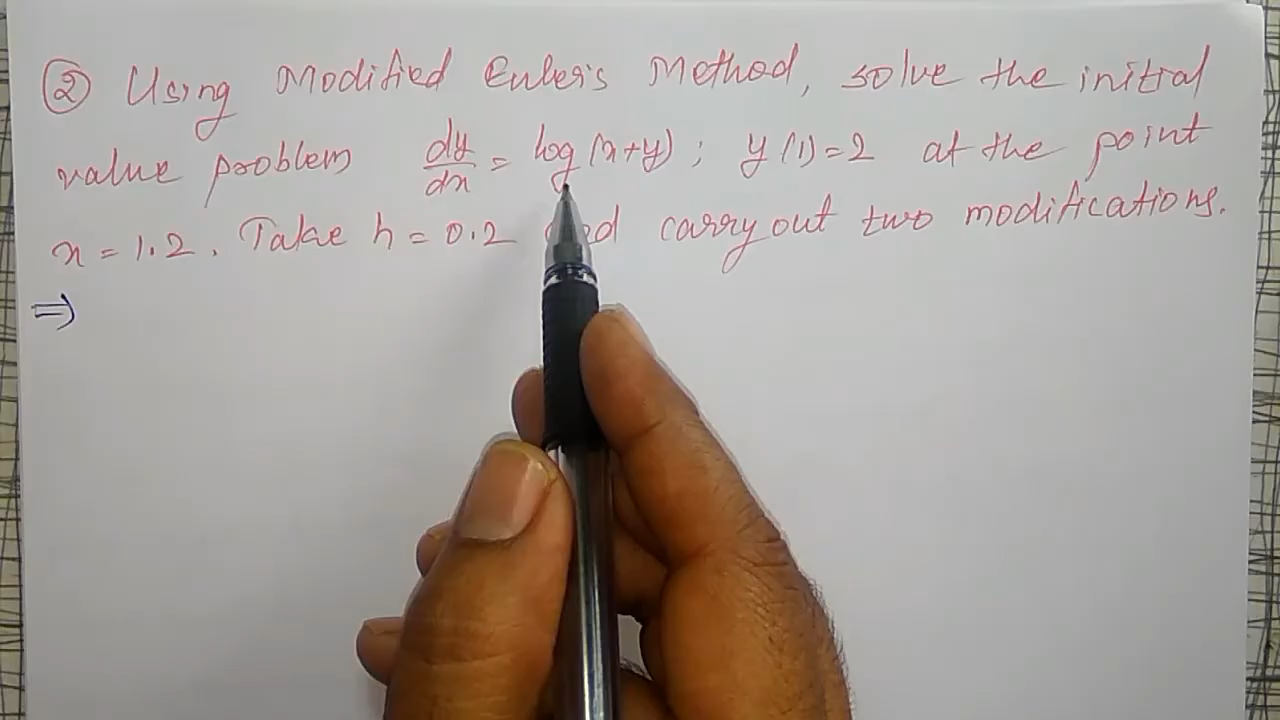 ② Using Modified Euler's Method, solve the initial
value problem dy/dx = log(x+y); y(1)=2 at the point
x = 1.2. Take h = 0.2 carry out two modifications.
⇒